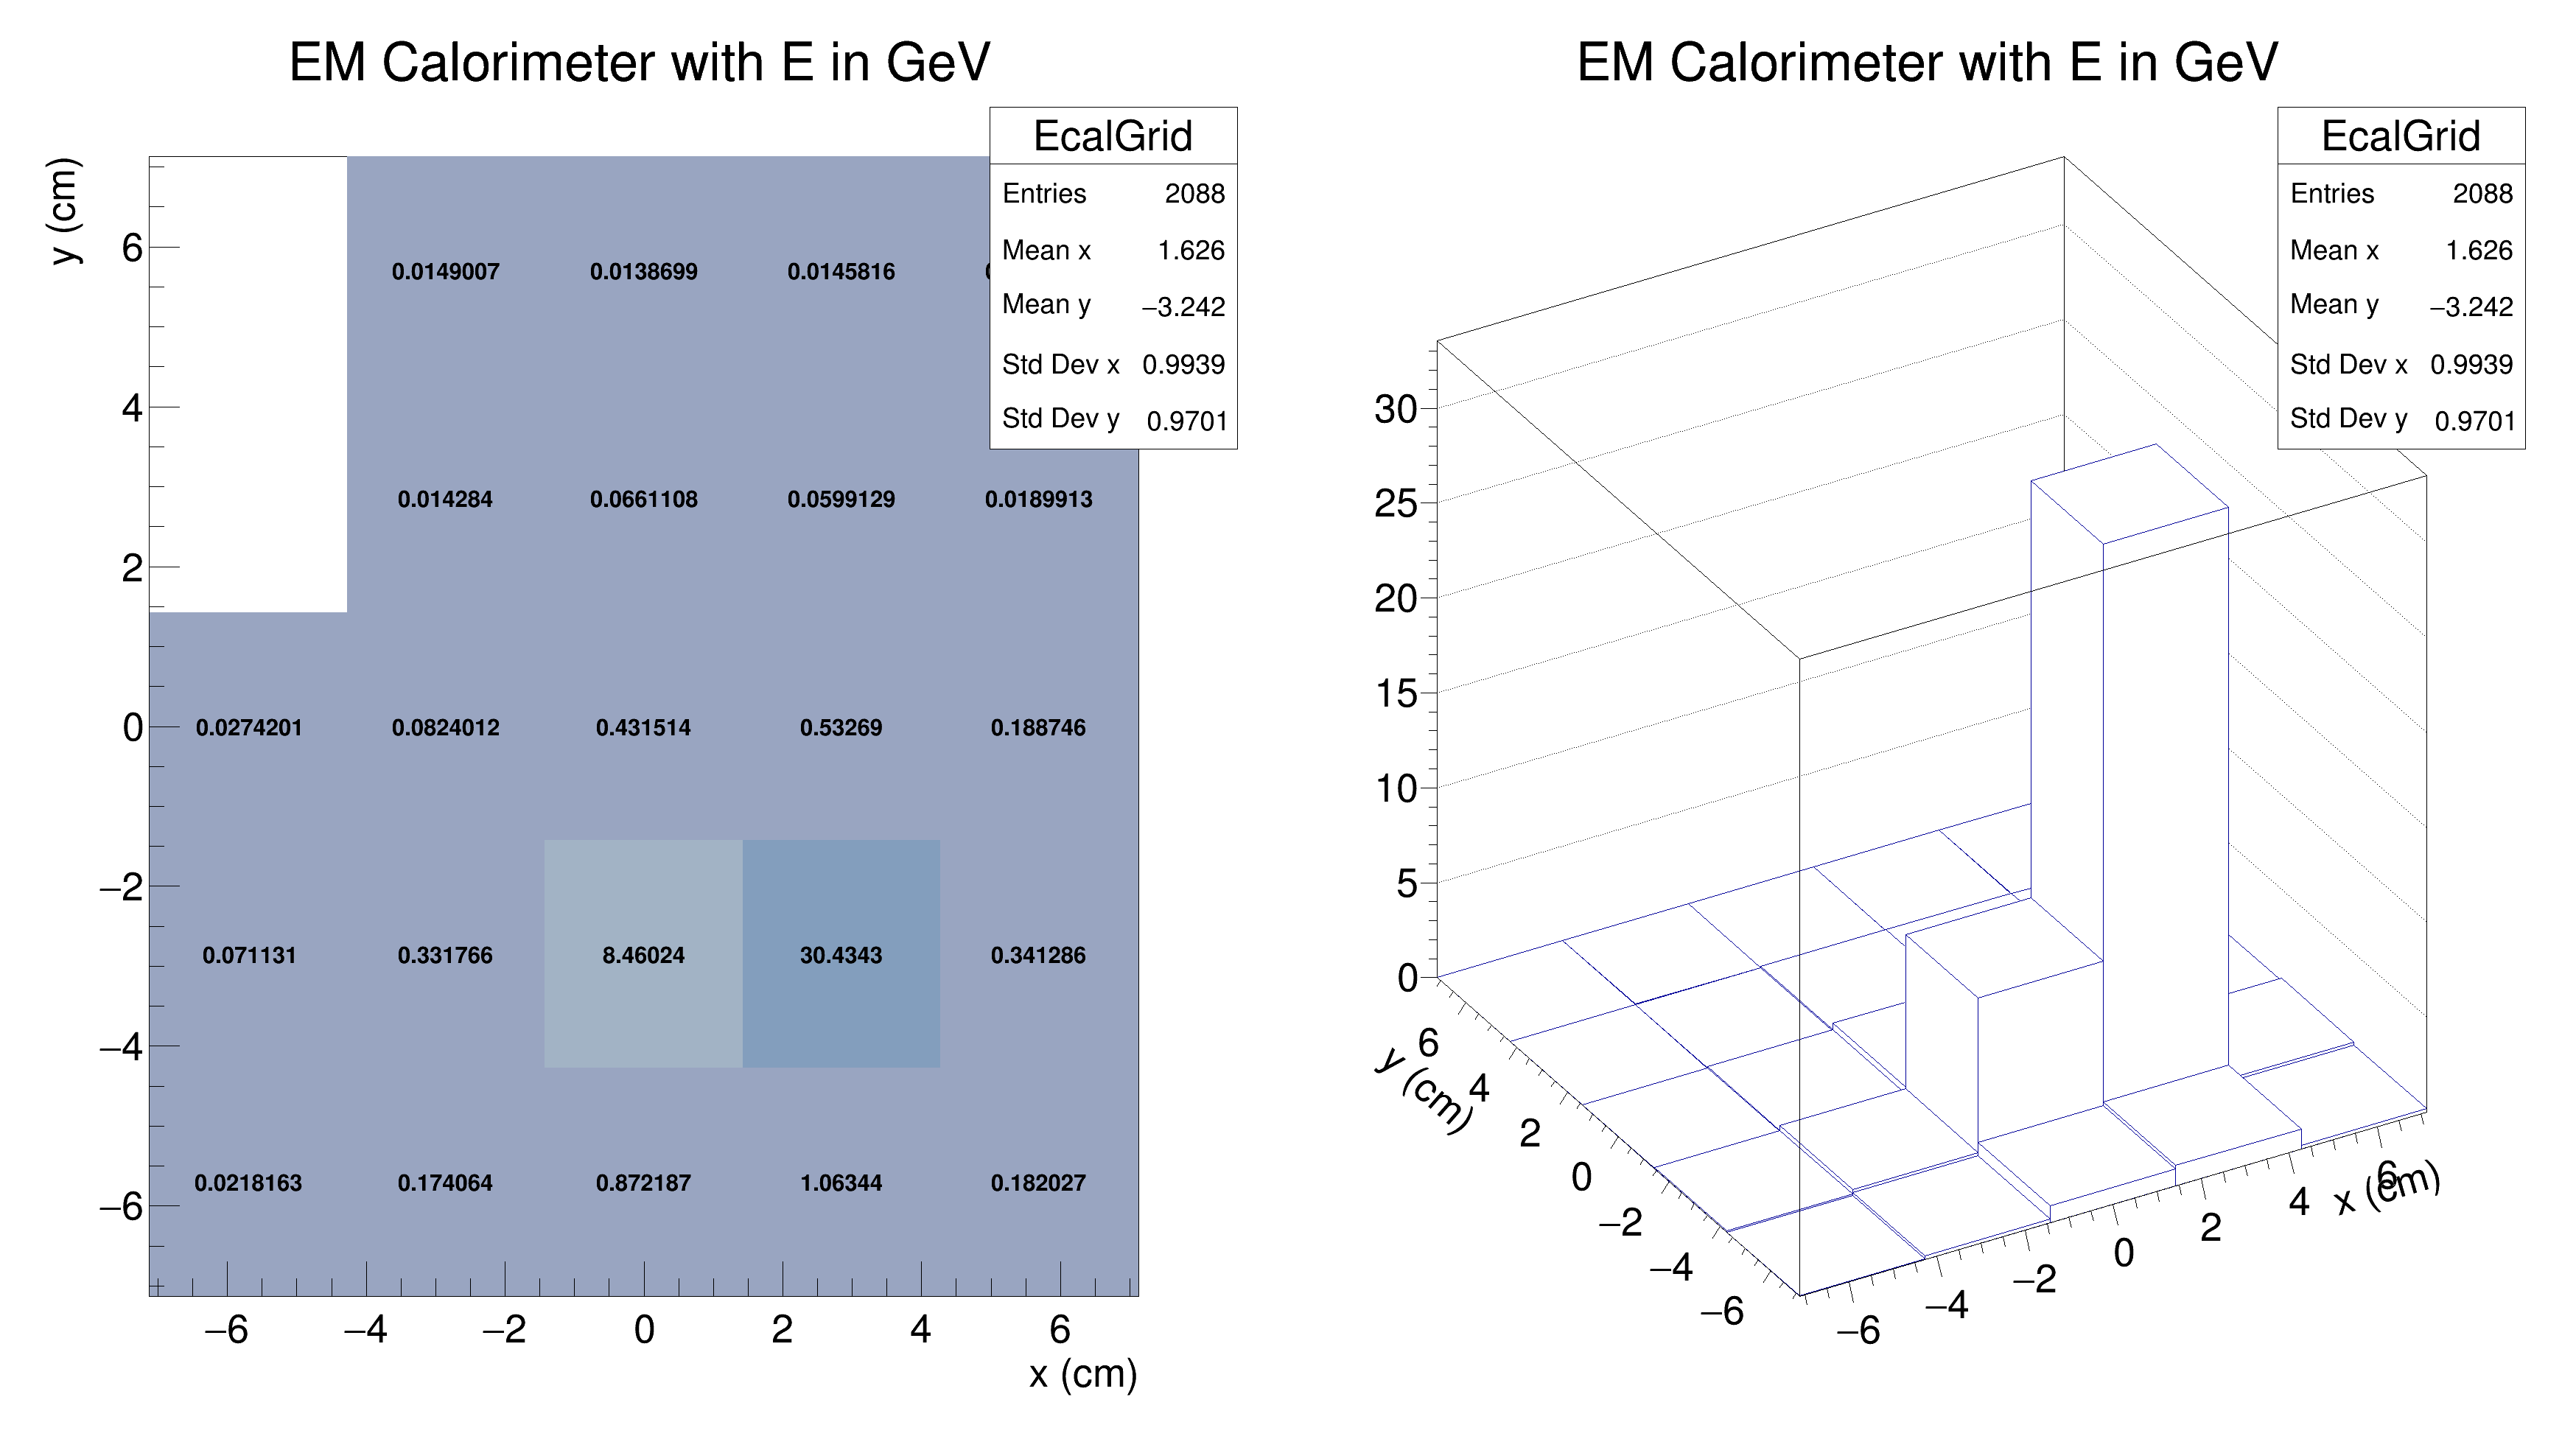 EM Calorimeter with E in GeV
EcalGrid
Entries 2088
Mean x 1.626
Mean y −3.242
Std Dev x 0.9939
Std Dev y 0.9701
y (cm)
6
4
2
0
−2
−4
−6
0.0149007 0.0138699 0.0145816
0.014284 0.0661108 0.0599129 0.0189913
0.0274201 0.0824012 0.431514 0.53269 0.188746
0.071131 0.331766 8.46024 30.4343 0.341286
0.0218163 0.174064 0.872187 1.06344 0.182027
−6 −4 −2 0 2 4 6
x (cm)
EM Calorimeter with E in GeV
EcalGrid
Entries 2088
Mean x 1.626
Mean y −3.242
Std Dev x 0.9939
Std Dev y 0.9701
30
25
20
15
10
5
0
y (cm)
6
4
2
0
−2
−4
−6
−6
−4
−2
0
2
4
6
x (cm)